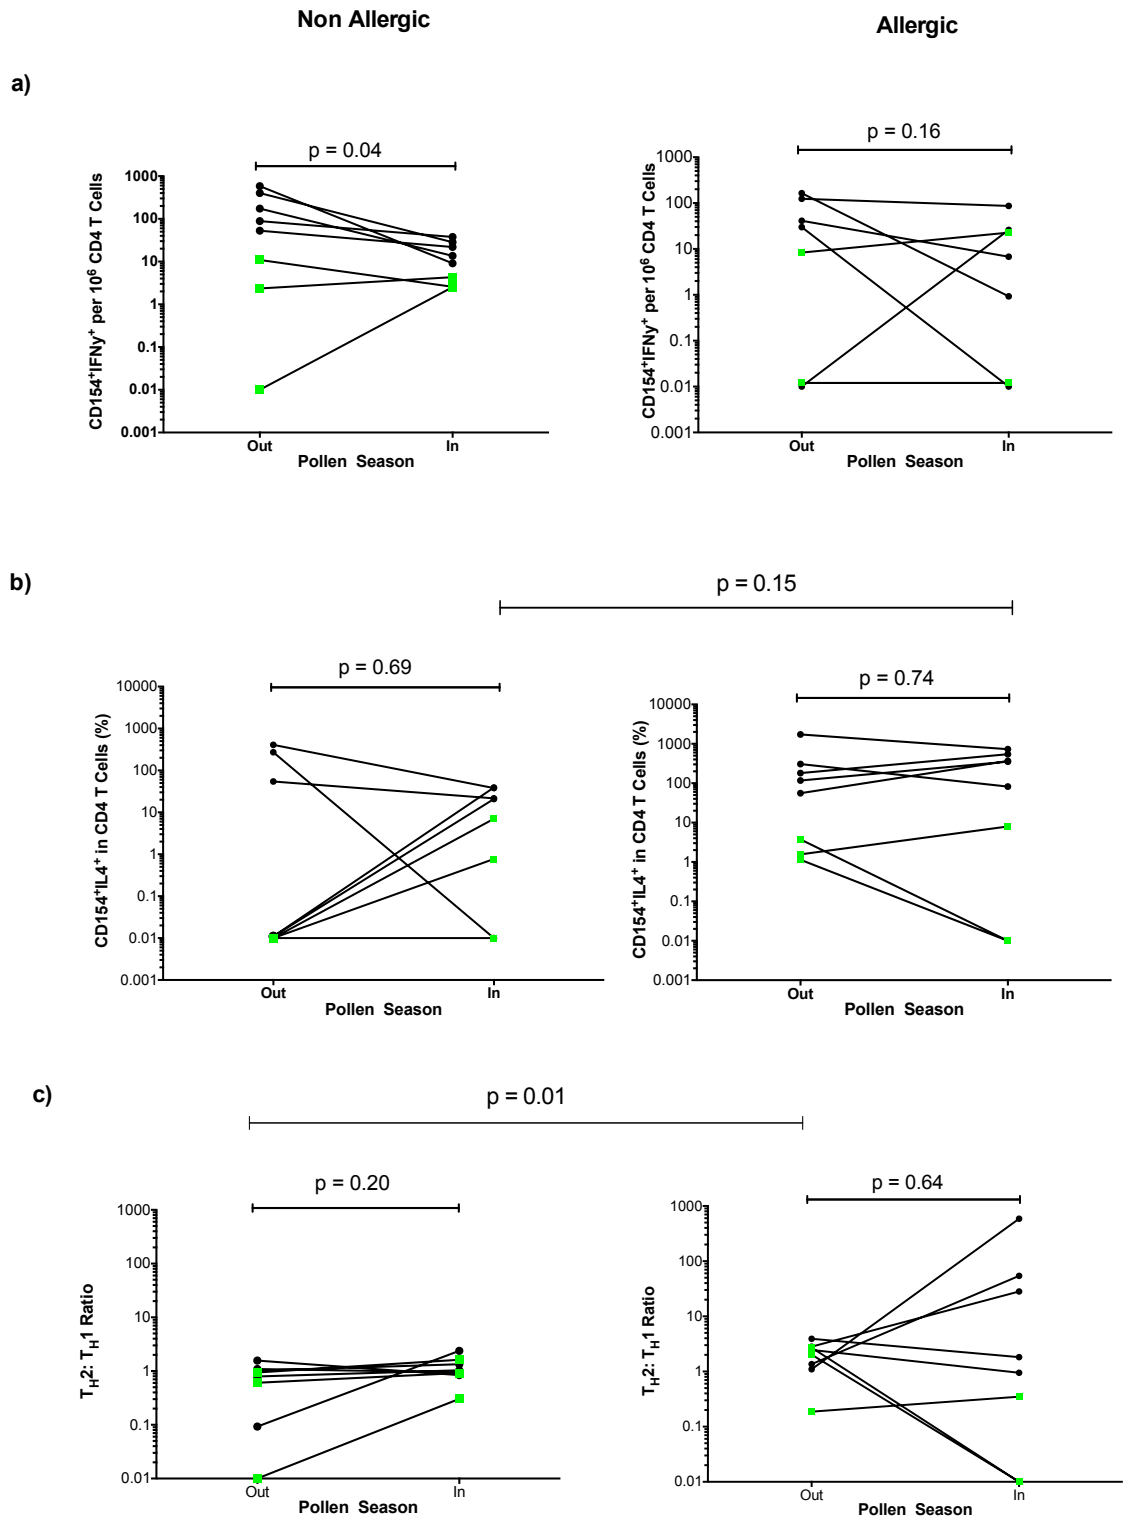 Non Allergic
Allergic
a)
p = 0.04
CD154⁺IFNy⁺ per 10⁶ CD4 T Cells
1000
100
10
1
0.1
0.01
0.001
Out
In
Pollen Season
p = 0.16
CD154⁺IFNy⁺ per 10⁶ CD4 T Cells
1000
100
10
1
0.1
0.01
0.001
Out
In
Pollen Season
b)
p = 0.15
p = 0.69
CD154⁺IL4⁺ in CD4 T Cells (%)
10000
1000
100
10
1
0.1
0.01
0.001
Out
In
Pollen Season
p = 0.74
CD154⁺IL4⁺ in CD4 T Cells (%)
10000
1000
100
10
1
0.1
0.01
0.001
Out
In
Pollen Season
c)
p = 0.01
p = 0.20
T_H2: T_H1 Ratio
1000
100
10
1
0.1
0.01
Out
In
Pollen Season
p = 0.64
T_H2: T_H1 Ratio
1000
100
10
1
0.1
0.01
Out
In
Pollen Season